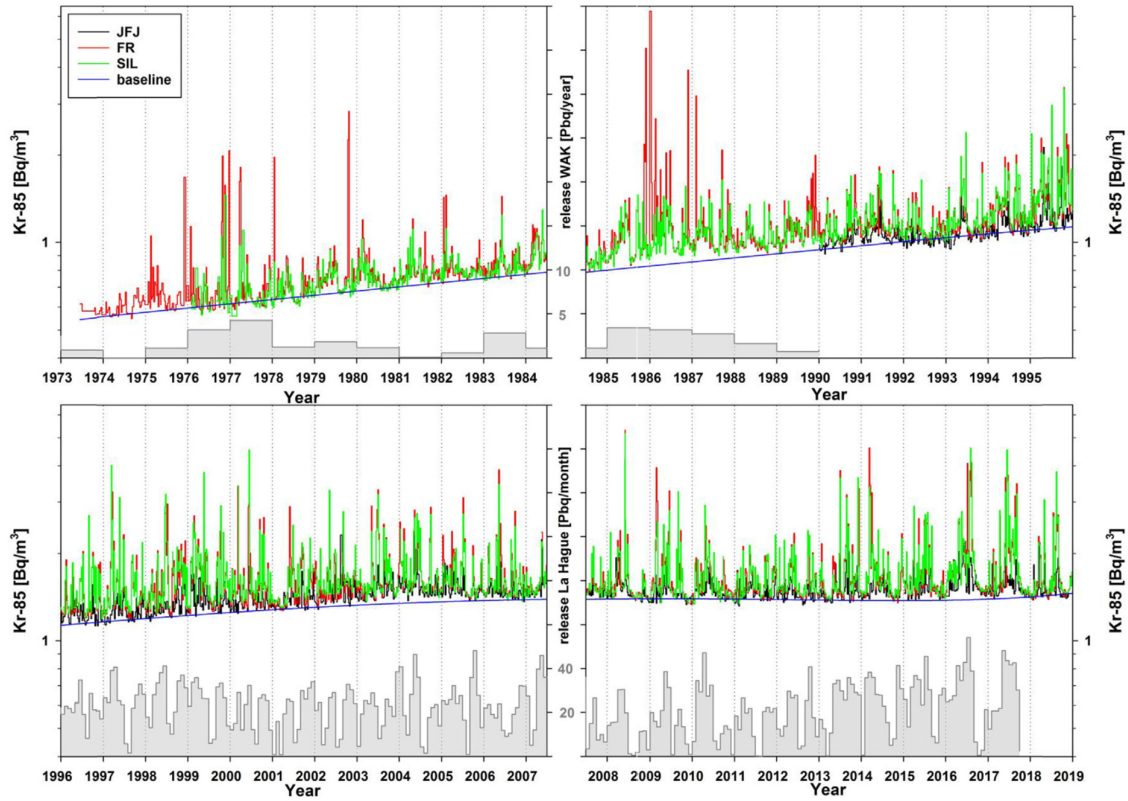 JFJ
FR
SIL
baseline
Kr-85 [Bq/m³]
1
release WAK [Pbq/year]
10
5
1973 1974 1975 1976 1977 1978 1979 1980 1981 1982 1983 1984
Year
Kr-85 [Bq/m³]
1
1985 1986 1987 1988 1989 1990 1991 1992 1993 1994 1995
Year
Kr-85 [Bq/m³]
1
release La Hague [Pbq/month]
40
20
1996 1997 1998 1999 2000 2001 2002 2003 2004 2005 2006 2007
Year
Kr-85 [Bq/m³]
1
2008 2009 2010 2011 2012 2013 2014 2015 2016 2017 2018 2019
Year